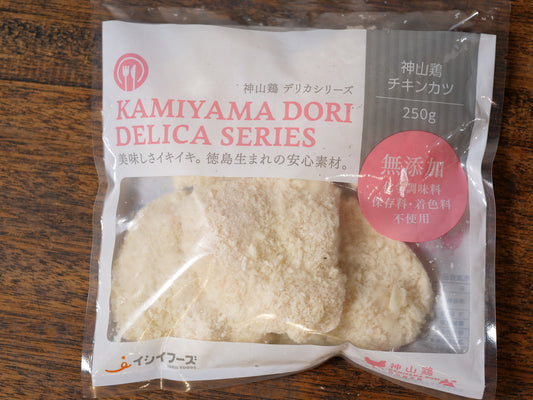 神山鶏 デリカシリーズ
KAMIYAMA DORI
DELICA SERIES
美味しさイキイキ。徳島生まれの安心素材。
神山鶏
チキンカツ
250g
無添加
化学調味料
保存料・着色料
不使用
イシイフーズ
神山鶏